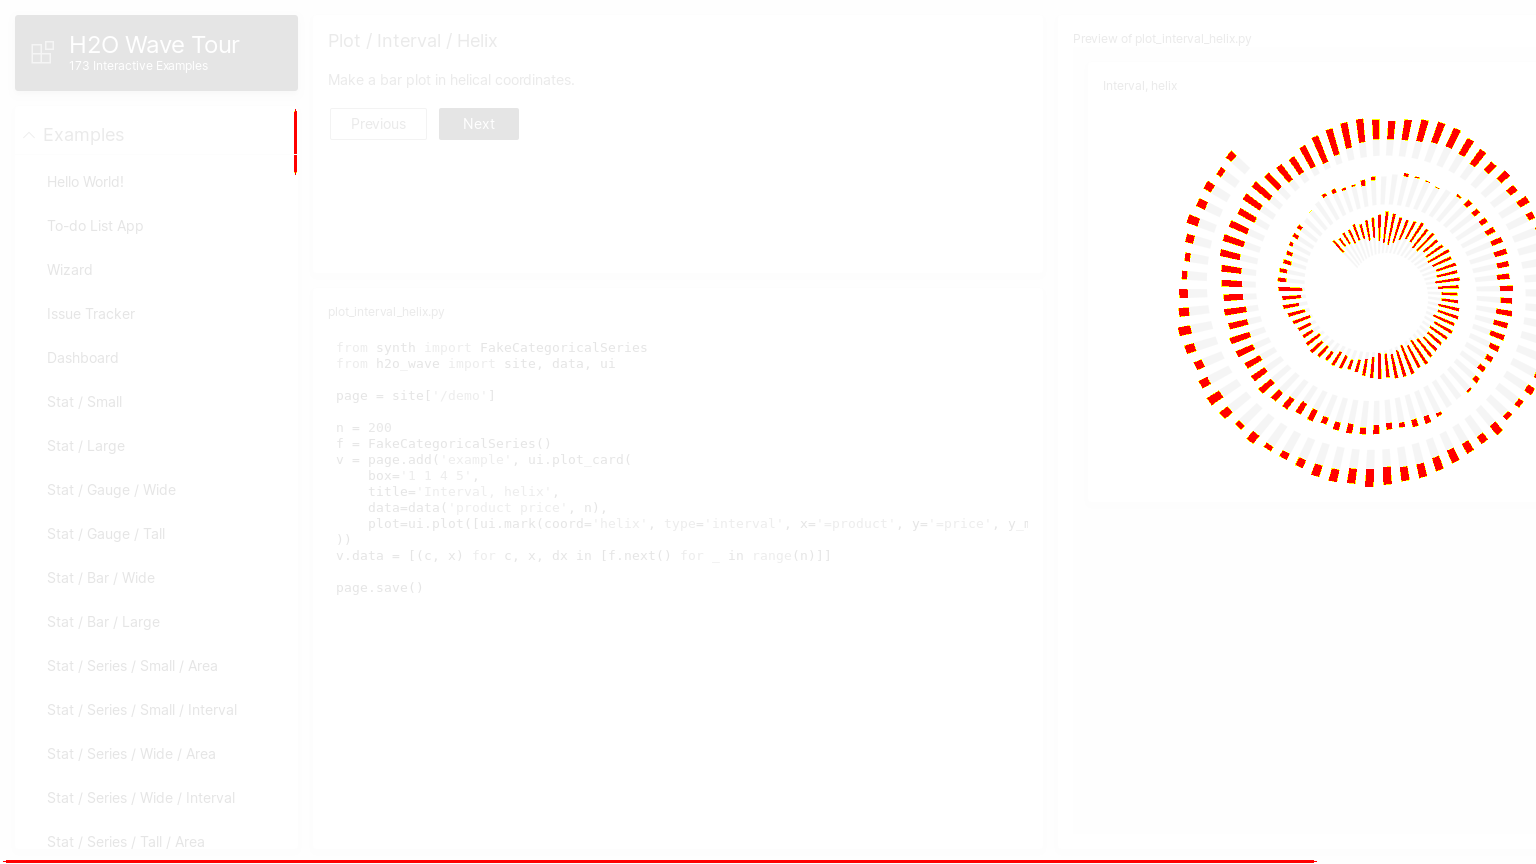 H2O Wave Tour
173 Interactive Examples
Examples
Hello World!
To-do List App
Wizard
Issue Tracker
Dashboard
Stat / Small
Stat / Large
Stat / Gauge / Wide
Stat / Gauge / Tall
Stat / Bar / Wide
Stat / Bar / Large
Stat / Series / Small / Area
Stat / Series / Small / Interval
Stat / Series / Wide / Area
Stat / Series / Wide / Interval
Stat / Series / Tall / Area
Plot / Interval / Helix
Make a bar plot in helical coordinates.
Previous
Next
plot_interval_helix.py
from synth import FakeCategoricalSeries
from h2o_wave import site, data, ui
page = site['/demo']
n = 200
f = FakeCategoricalSeries()
v = page.add('example', ui.plot_card(
    box='1 1 4 5',
    title='Interval, helix',
    data=data('product price', n),
    plot=ui.plot([ui.mark(coord='helix', type='interval', x='=product', y='=price', y_m
))
v.data = [(c, x) for c, x, dx in [f.next() for _ in range(n)]]
page.save()
Preview of plot_interval_helix.py
Interval, helix